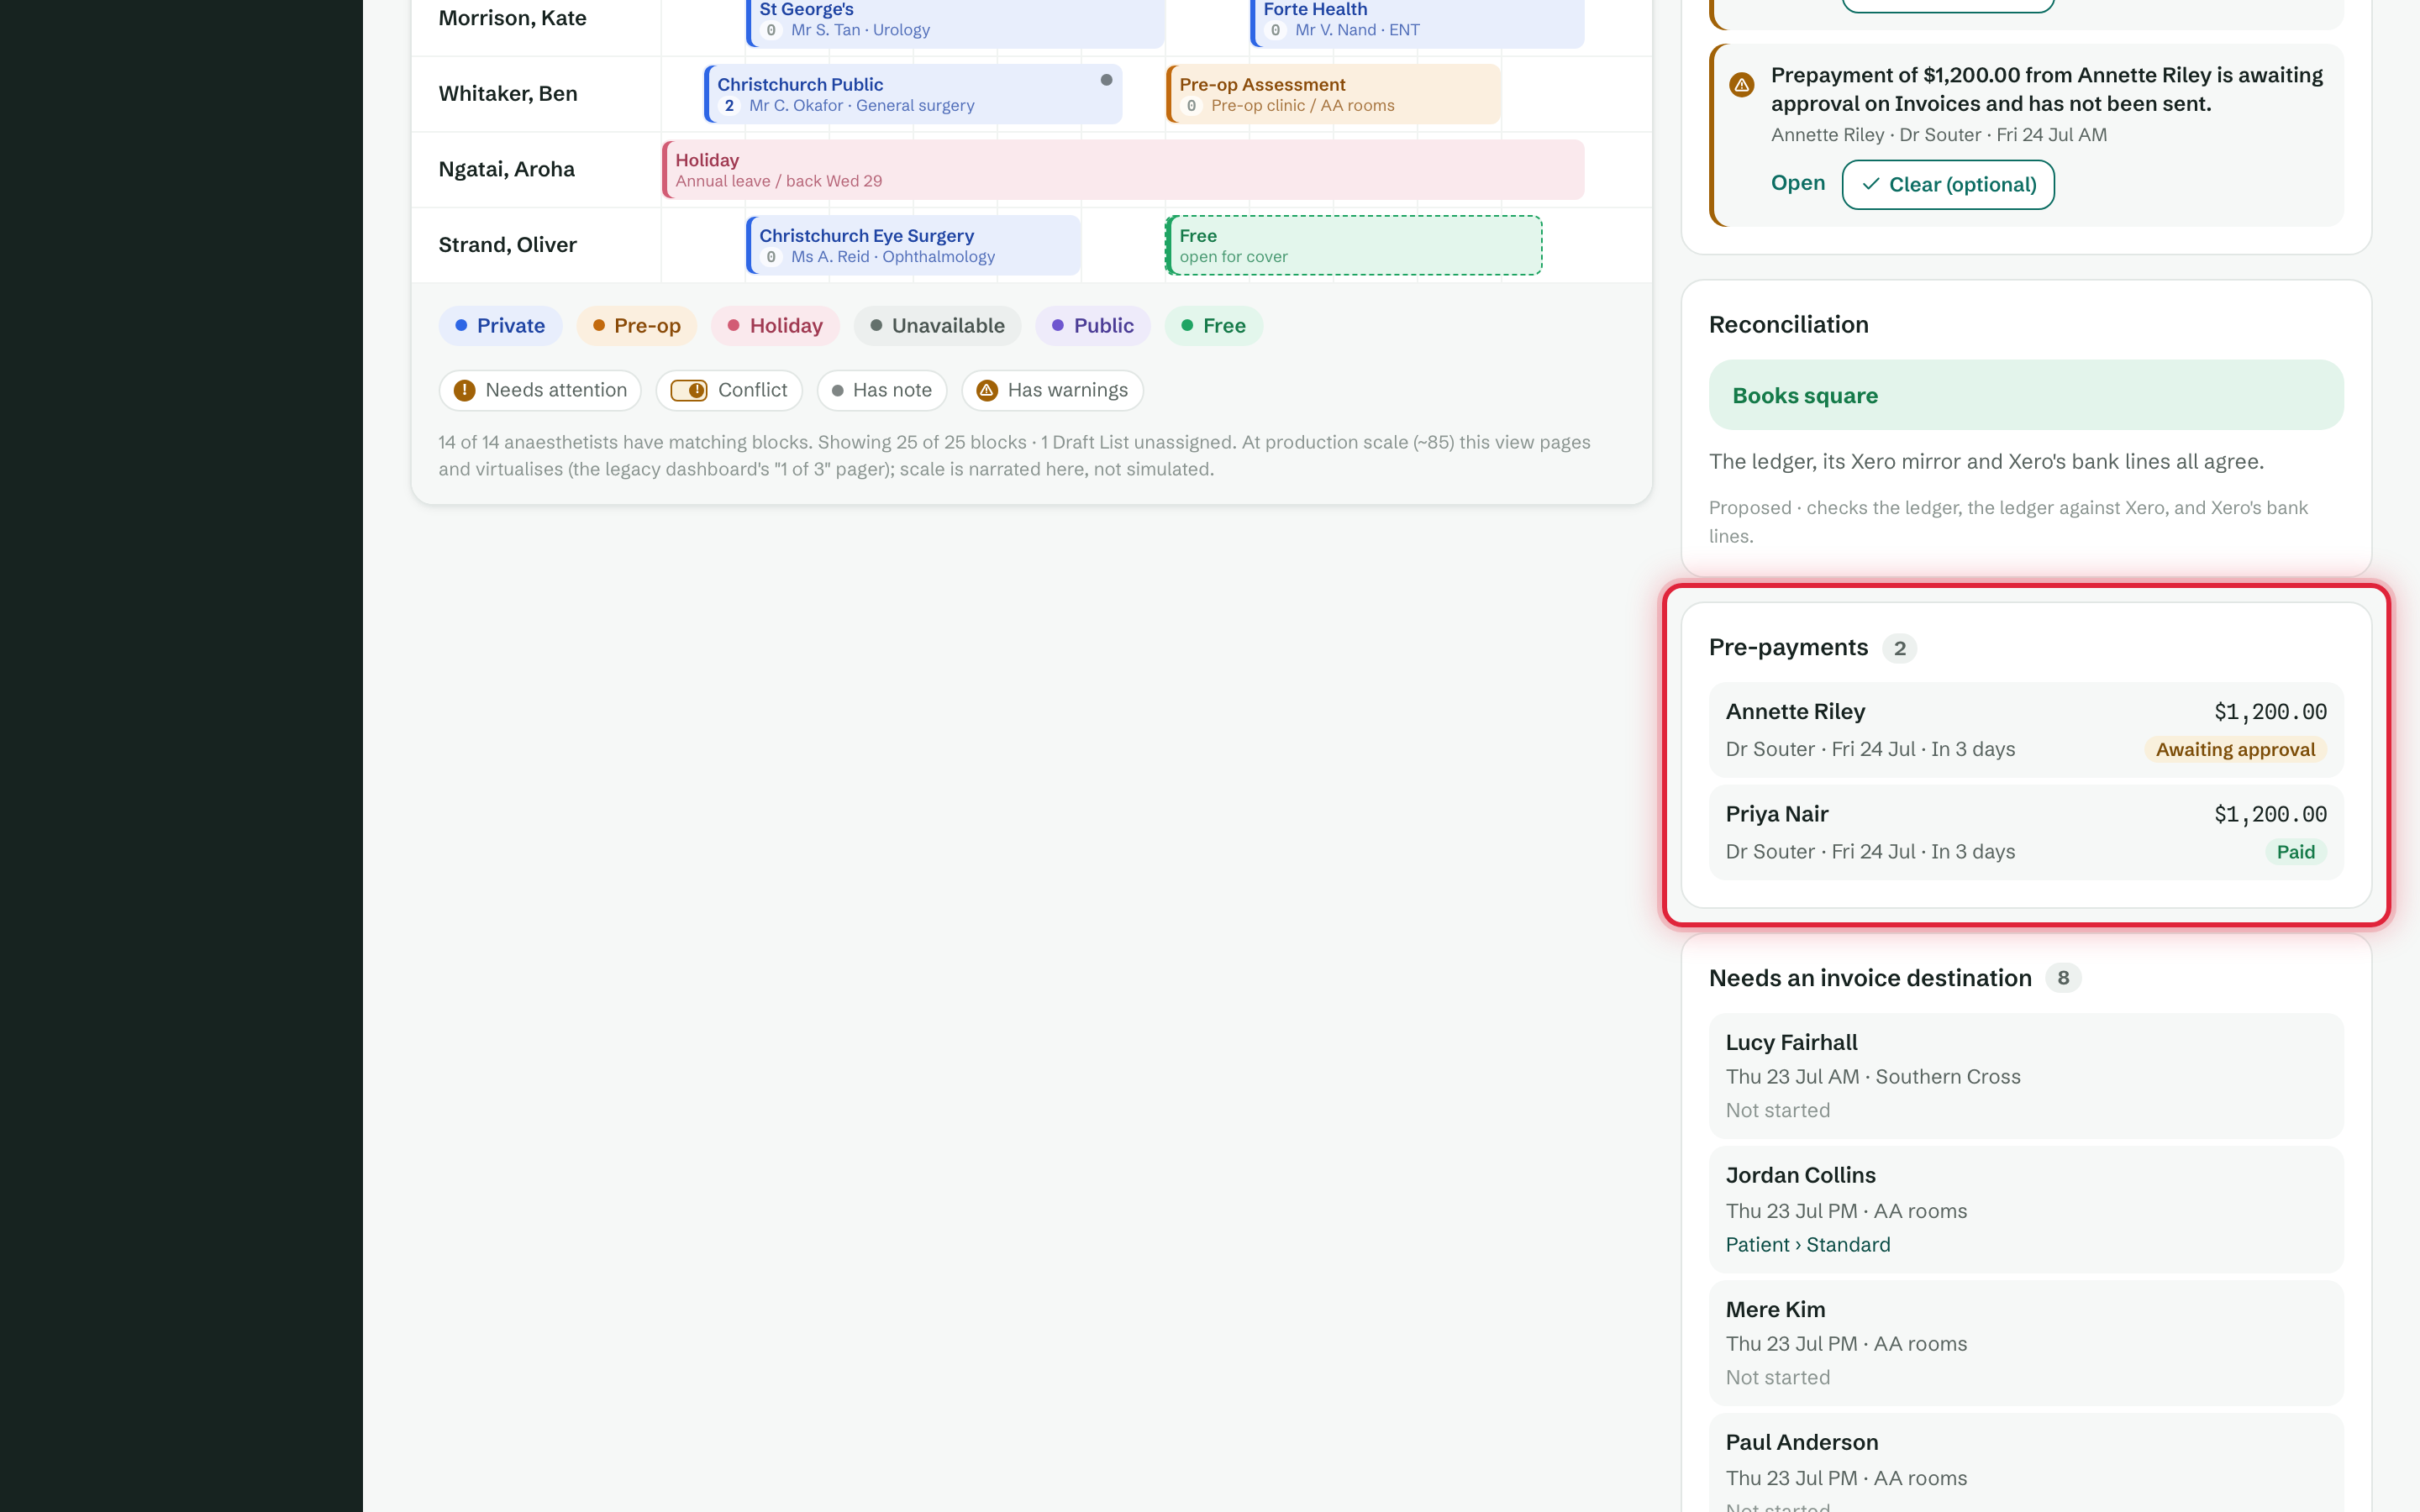 Morrison, Kate
St George's
0 Mr S. Tan · Urology
Forte Health
0 Mr V. Nand · ENT
Whitaker, Ben
Christchurch Public
2 Mr C. Okafor · General surgery
Pre-op Assessment
0 Pre-op clinic / AA rooms
Ngatai, Aroha
Holiday
Annual leave / back Wed 29
Strand, Oliver
Christchurch Eye Surgery
0 Ms A. Reid · Ophthalmology
Free
open for cover
Private
Pre-op
Holiday
Unavailable
Public
Free
Needs attention
Conflict
Has note
Has warnings
14 of 14 anaesthetists have matching blocks. Showing 25 of 25 blocks · 1 Draft List unassigned. At production scale (~85) this view pages
and virtualises (the legacy dashboard's "1 of 3" pager); scale is narrated here, not simulated.
Prepayment of $1,200.00 from Annette Riley is awaiting
approval on Invoices and has not been sent.
Annette Riley · Dr Souter · Fri 24 Jul AM
Open
Clear (optional)
Reconciliation
Books square
The ledger, its Xero mirror and Xero's bank lines all agree.
Proposed · checks the ledger, the ledger against Xero, and Xero's bank
lines.
Pre-payments 2
Annette Riley $1,200.00
Dr Souter · Fri 24 Jul · In 3 days Awaiting approval
Priya Nair $1,200.00
Dr Souter · Fri 24 Jul · In 3 days Paid
Needs an invoice destination 8
Lucy Fairhall
Thu 23 Jul AM · Southern Cross
Not started
Jordan Collins
Thu 23 Jul PM · AA rooms
Patient › Standard
Mere Kim
Thu 23 Jul PM · AA rooms
Not started
Paul Anderson
Thu 23 Jul PM · AA rooms
Not started